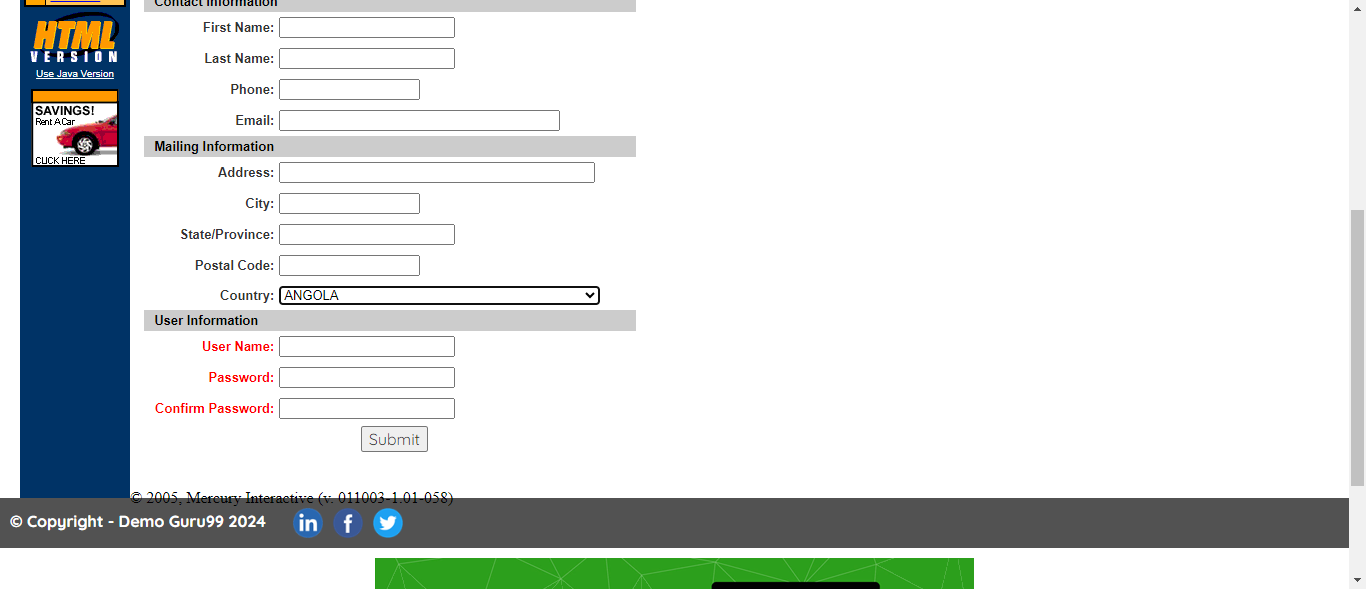 Contact Information
HTML
VERSION
Use Java Version
SAVINGS!
Rent A Car
CLICK HERE
First Name:
Last Name:
Phone:
Email:
Mailing Information
Address:
City:
State/Province:
Postal Code:
Country: ANGOLA
User Information
User Name:
Password:
Confirm Password:
Submit
© 2005, Mercury Interactive (v. 011003-1.01-058)
© Copyright - Demo Guru99 2024